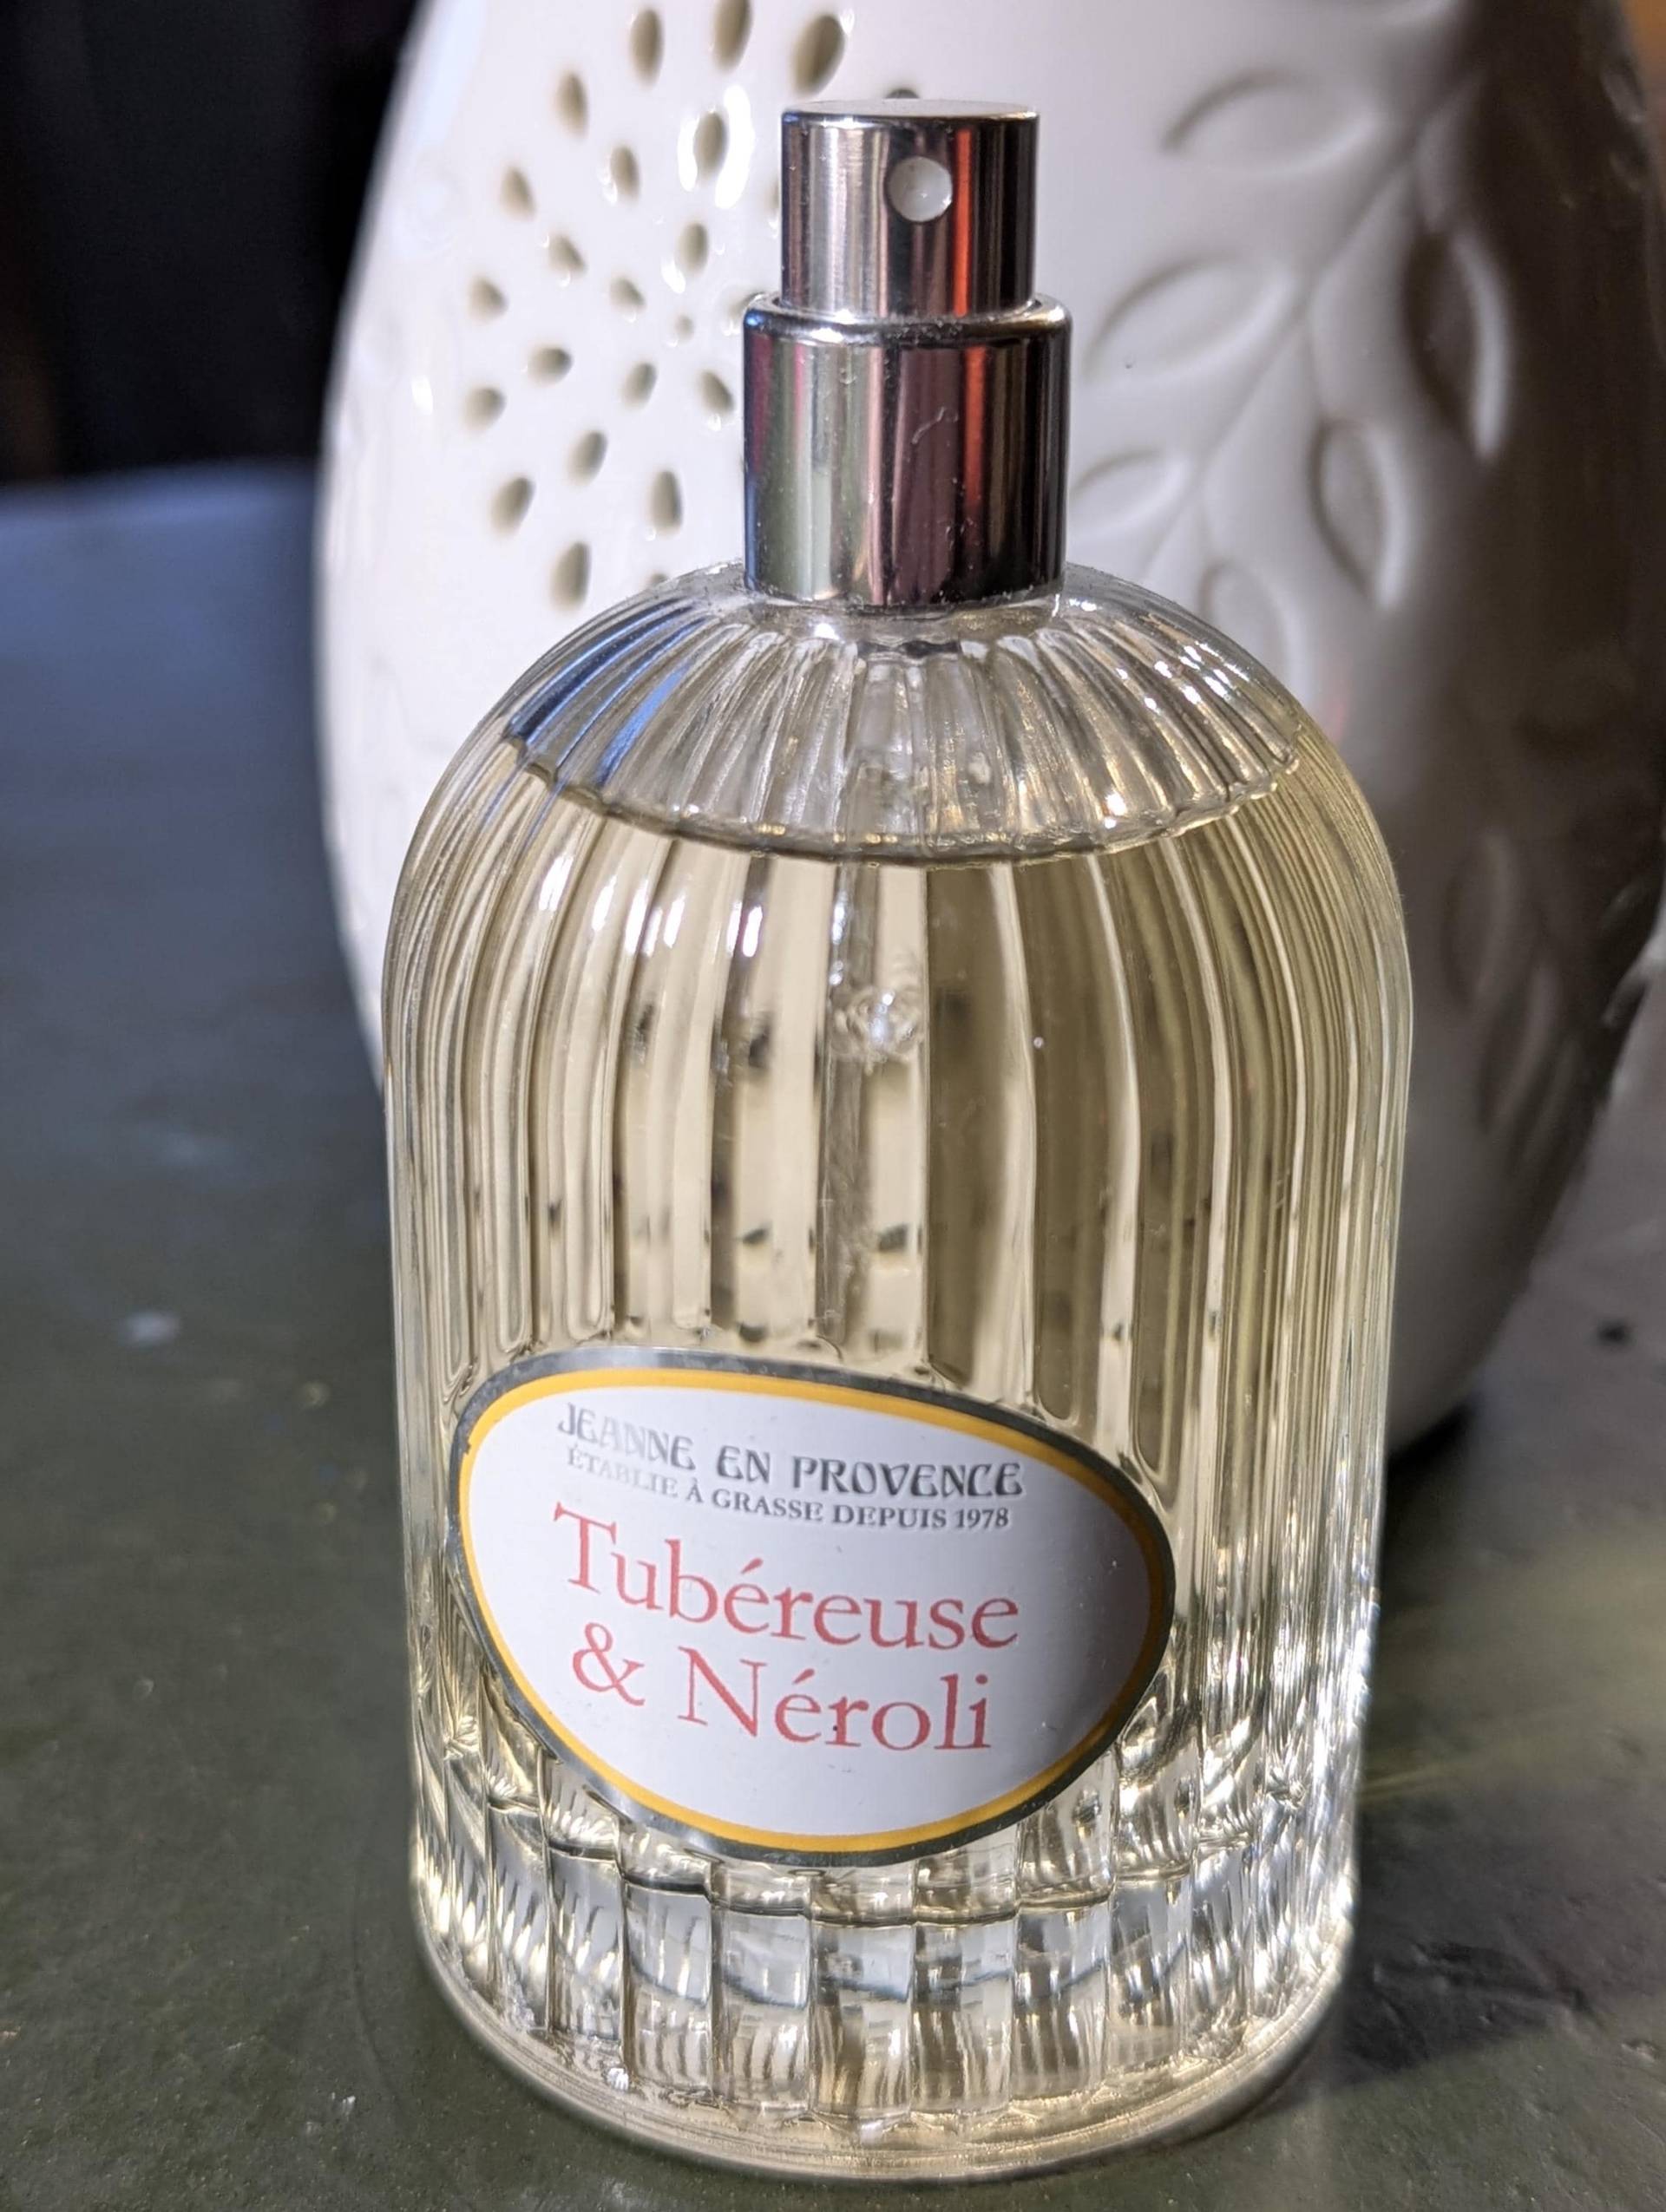 JEANNE EN PROVENCE
ÉTABLIE À GRASSE DEPUIS 1978
Tubéreuse
& Néroli